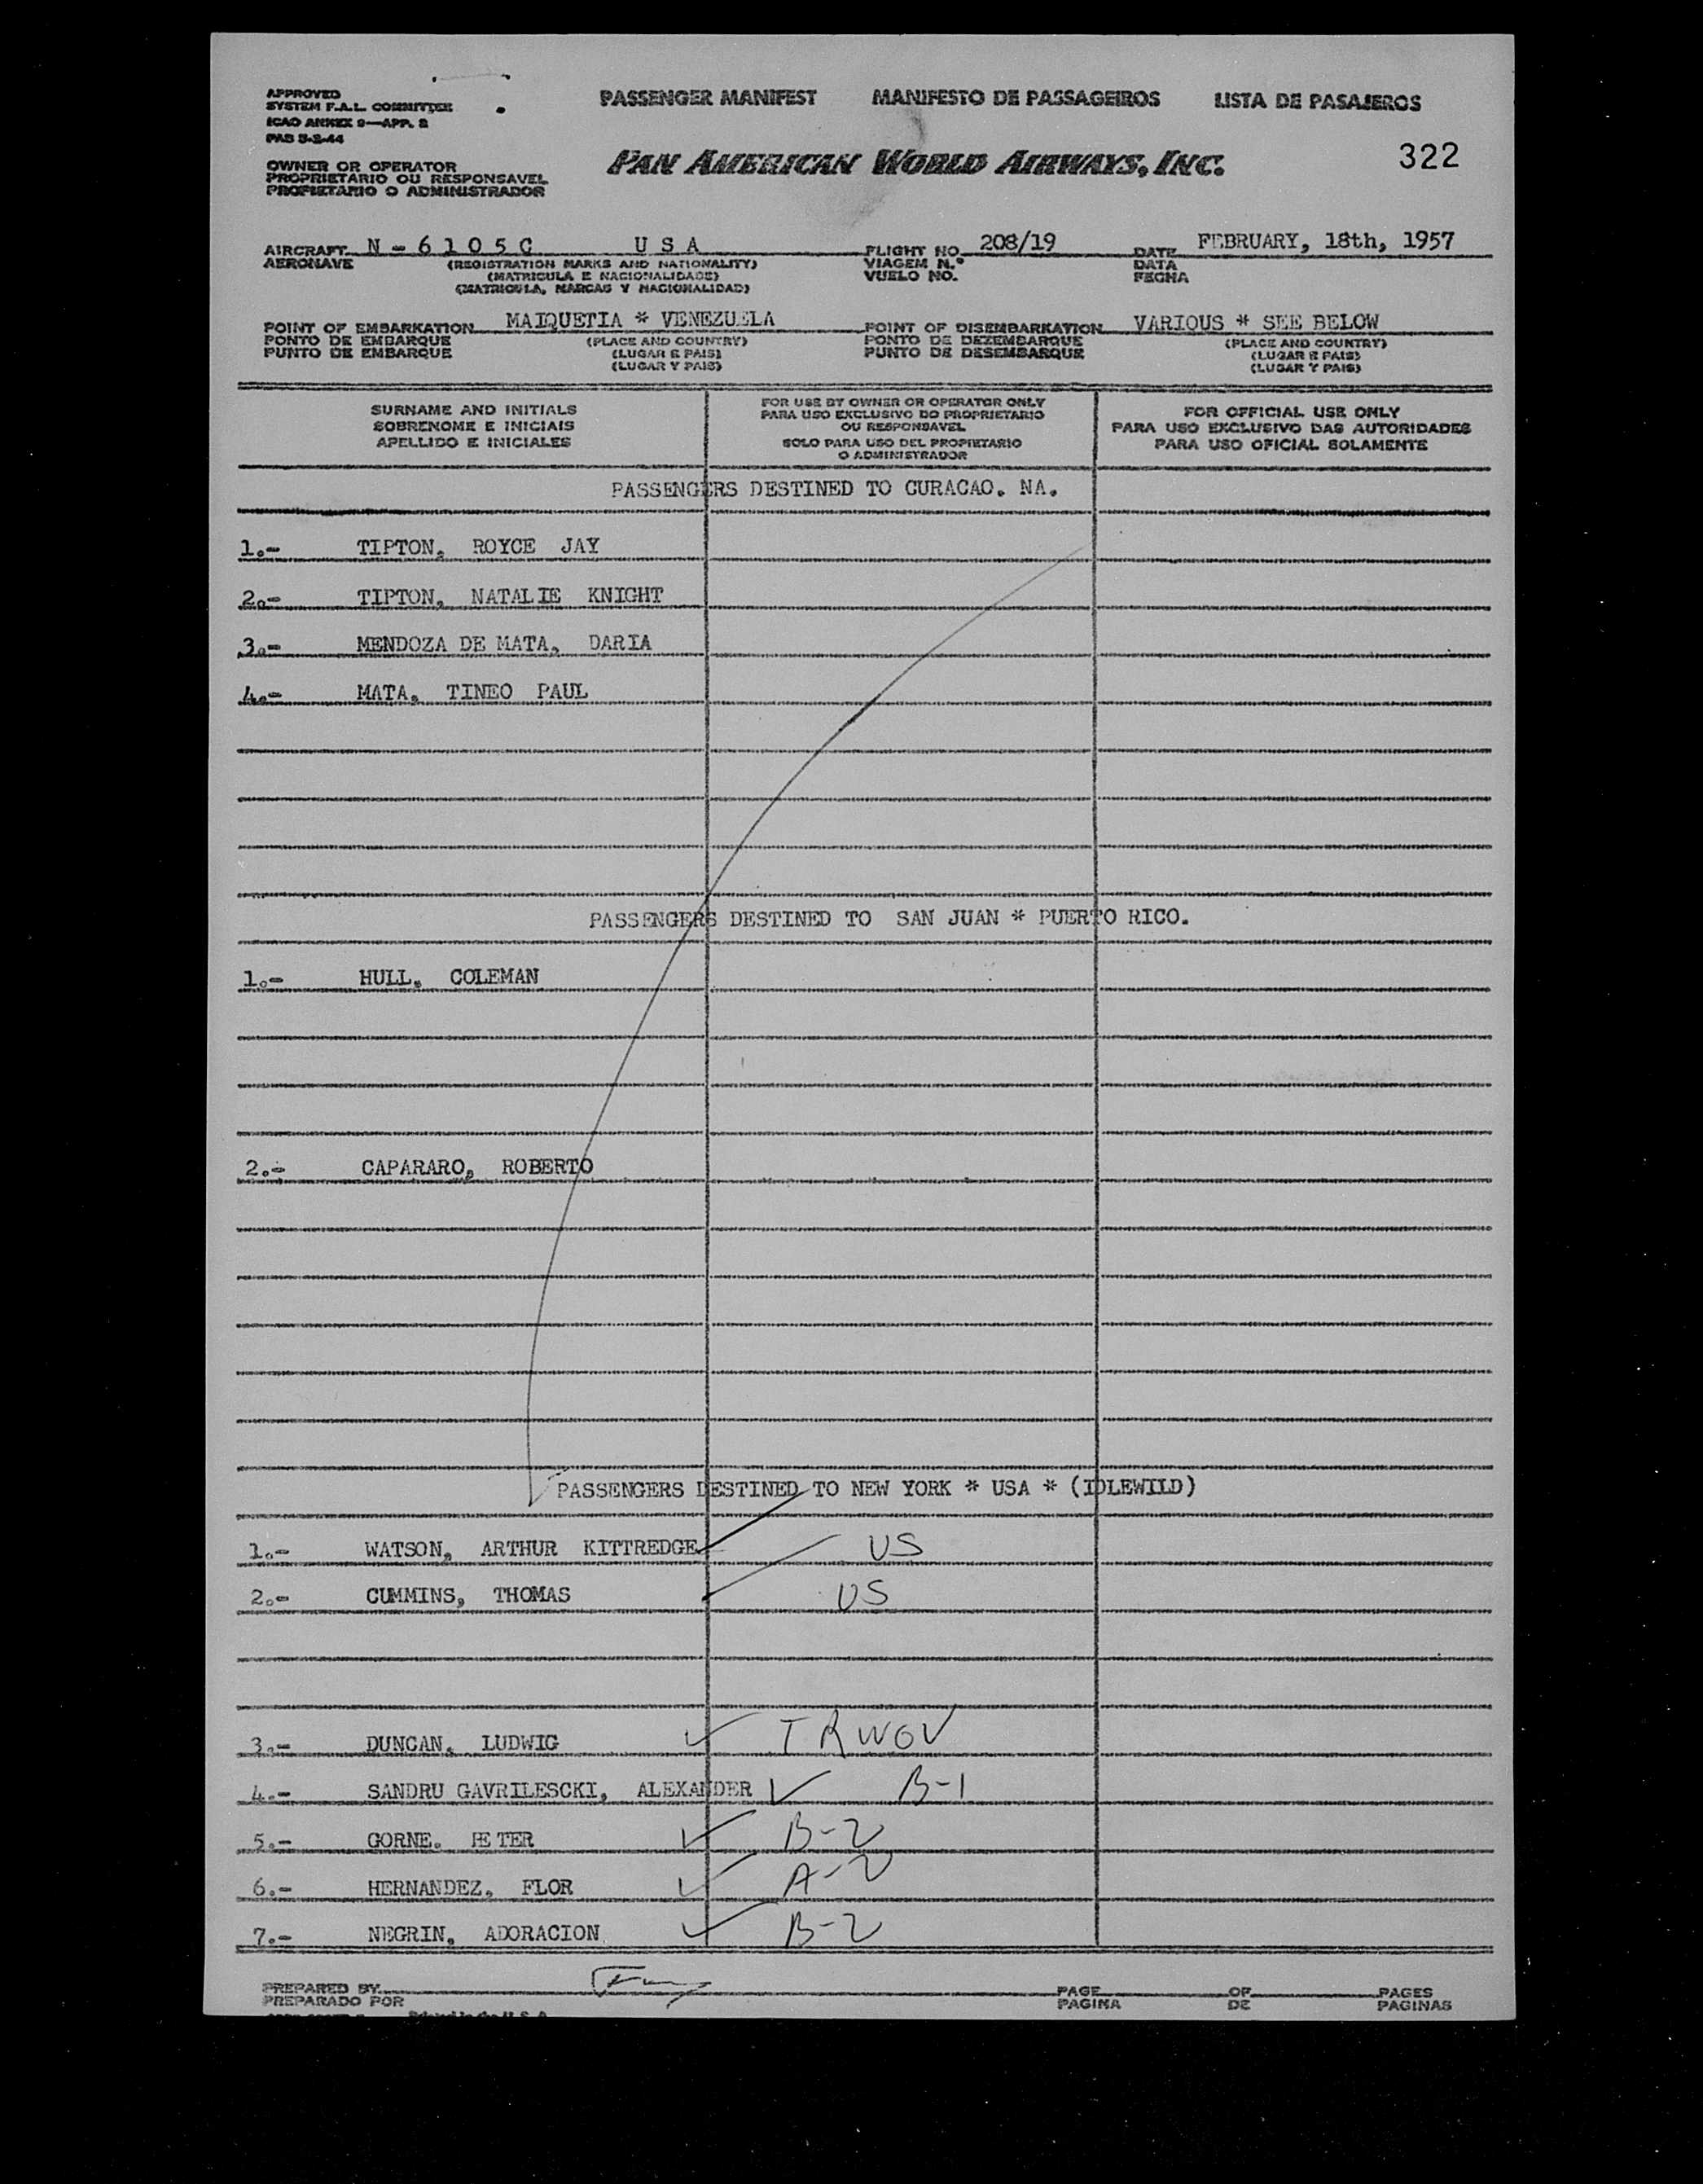 APPROVED
SYSTEM F.A.L. COMMITTEE
ICAO ANNEX 9—APP. 2
PAB 5-2-44
PASSENGER MANIFEST MANIFESTO DE PASSAGEIROS LISTA DE PASAJEROS
322
OWNER OR OPERATOR
PROPRIETARIO OU RESPONSAVEL
PROPIETARIO O ADMINISTRADOR
PAN AMERICAN WORLD AIRWAYS, INC.
AIRCRAFT N - 6 1 0 5 C U S A FLIGHT NO. 208/19 DATE FEBRUARY, 18th, 1957
AERONAVE (REGISTRATION MARKS AND NATIONALITY) VIAGEM N.° DATA
(MATRICULA E NACIONALIDADE) VUELO NO. FECHA
(MATRICULA, MARCAS Y NACIONALIDAD)
POINT OF EMBARKATION MAIQUETIA * VENEZUELA POINT OF DISEMBARKATION VARIOUS * SEE BELOW
PONTO DE EMBARQUE (PLACE AND COUNTRY) PONTO DE DEZEMBARQUE (PLACE AND COUNTRY)
PUNTO DE EMBARQUE (LUGAR E PAIS) PUNTO DE DESEMBARQUE (LUGAR E PAIS)
(LUGAR Y PAIS) (LUGAR Y PAIS)
SURNAME AND INITIALS
SOBRENOME E INICIAIS
APELLIDO E INICIALES
FOR USE BY OWNER OR OPERATOR ONLY
PARA USO EXCLUSIVO DO PROPRIETARIO
OU RESPONSAVEL
SOLO PARA USO DEL PROPIETARIO
O ADMINISTRADOR
FOR OFFICIAL USE ONLY
PARA USO EXCLUSIVO DAS AUTORIDADES
PARA USO OFICIAL SOLAMENTE
PASSENGERS DESTINED TO CURACAO. NA.
1.- TIPTON, ROYCE JAY
2.- TIPTON, NATALIE KNIGHT
3.- MENDOZA DE MATA, DARIA
4.- MATA, TINEO PAUL
PASSENGERS DESTINED TO SAN JUAN * PUERTO RICO.
1.- HULL, COLEMAN
2.- CAPARARO, ROBERTO
PASSENGERS DESTINED TO NEW YORK * USA * (IDLEWILD)
1.- WATSON, ARTHUR KITTREDGE US
2.- CUMMINS, THOMAS US
3.- DUNCAN, LUDWIG TRWOV
4.- SANDRU GAVRILESCKI, ALEXANDER B-1
5.- GORNE, PETER B-2
6.- HERNANDEZ, FLOR A-2
7.- NEGRIN, ADORACION B-2
PREPARED BY PAGE OF PAGES
PREPARADO POR PAGINA DE PAGINAS